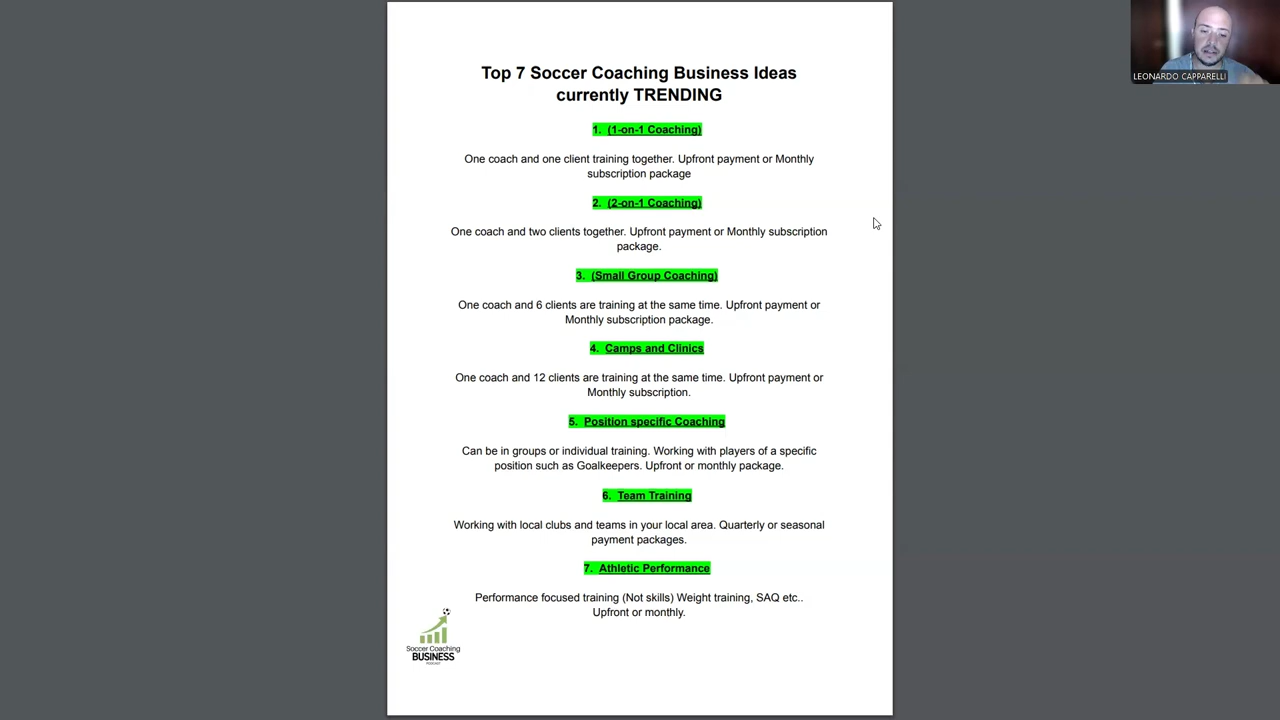 Top 7 Soccer Coaching Business Ideas
currently TRENDING
1. (1-on-1 Coaching)
One coach and one client training together. Upfront payment or Monthly
subscription package
2. (2-on-1 Coaching)
One coach and two clients together. Upfront payment or Monthly subscription
package.
3. (Small Group Coaching)
One coach and 6 clients are training at the same time. Upfront payment or
Monthly subscription package.
4. Camps and Clinics
One coach and 12 clients are training at the same time. Upfront payment or
Monthly subscription.
5. Position specific Coaching
Can be in groups or individual training. Working with players of a specific
position such as Goalkeepers. Upfront or monthly package.
6. Team Training
Working with local clubs and teams in your local area. Quarterly or seasonal
payment packages.
7. Athletic Performance
Performance focused training (Not skills) Weight training, SAQ etc..
Upfront or monthly.
Soccer Coaching
BUSINESS
PODCAST
LEONARDO CAPPARELLI